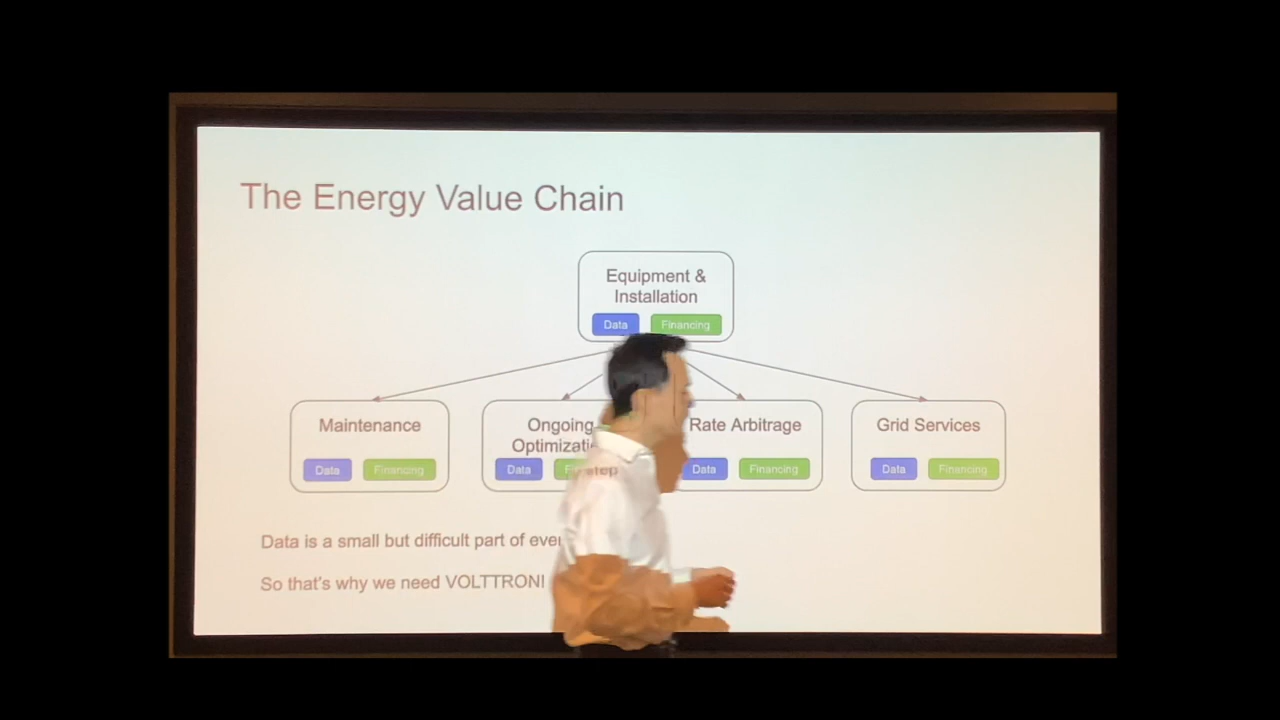 The Energy Value Chain
Equipment &
Installation
Data Financing
Maintenance
Data Financing
Ongoing
Data
Rate Arbitrage
Data Financing
Grid Services
Data Financing
step
Data is a small but difficult part of
So that's why we need VOLTTRON!